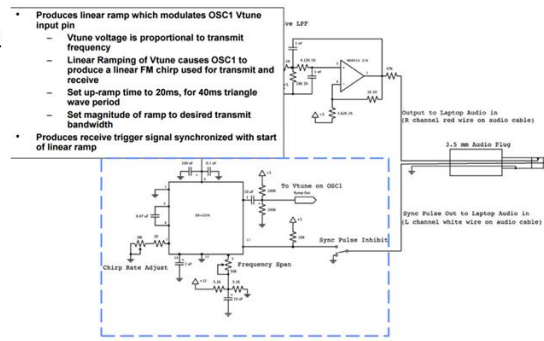 • Produces linear ramp which modulates OSC1 Vtune
input pin
– Vtune voltage is proportional to transmit
frequency
– Linear Ramping of Vtune causes OSC1 to
produce a linear FM chirp used for transmit and
receive
– Set up-ramp time to 20ms, for 40ms triangle
wave period
– Set magnitude of ramp to desired transmit
bandwidth
• Produces receive trigger signal synchronized with start
of linear ramp
ve LPF
Output to Laptop Audio in
(R channel red wire on audio cable)
3.5 mm Audio Plug
To Vtune on OSC1
Sync Pulse Out to Laptop Audio in
(L channel white wire on audio cable)
Sync Pulse Inhibit
Chirp Rate Adjust
Frequency Span